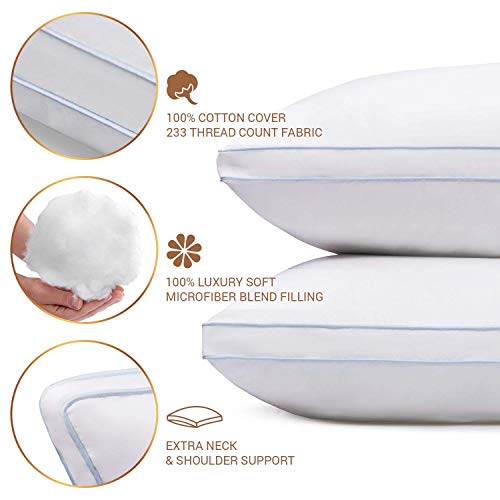 100% COTTON COVER
233 THREAD COUNT FABRIC
100% LUXURY SOFT
MICROFIBER BLEND FILLING
EXTRA NECK
& SHOULDER SUPPORT